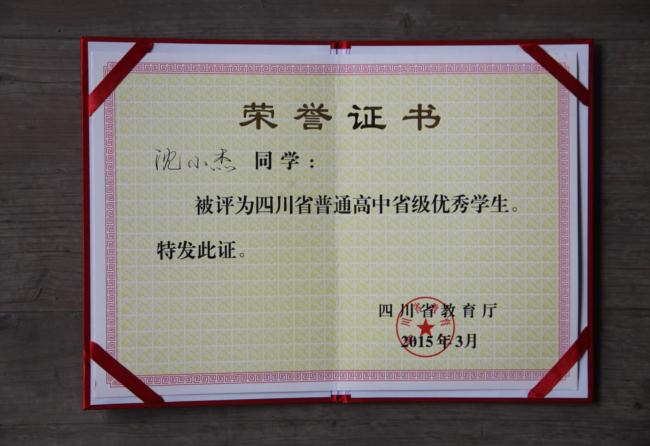 荣誉证书
沈小杰 同学：
被评为四川省普通高中省级优秀学生。
特发此证。
四川省教育厅
2015年3月